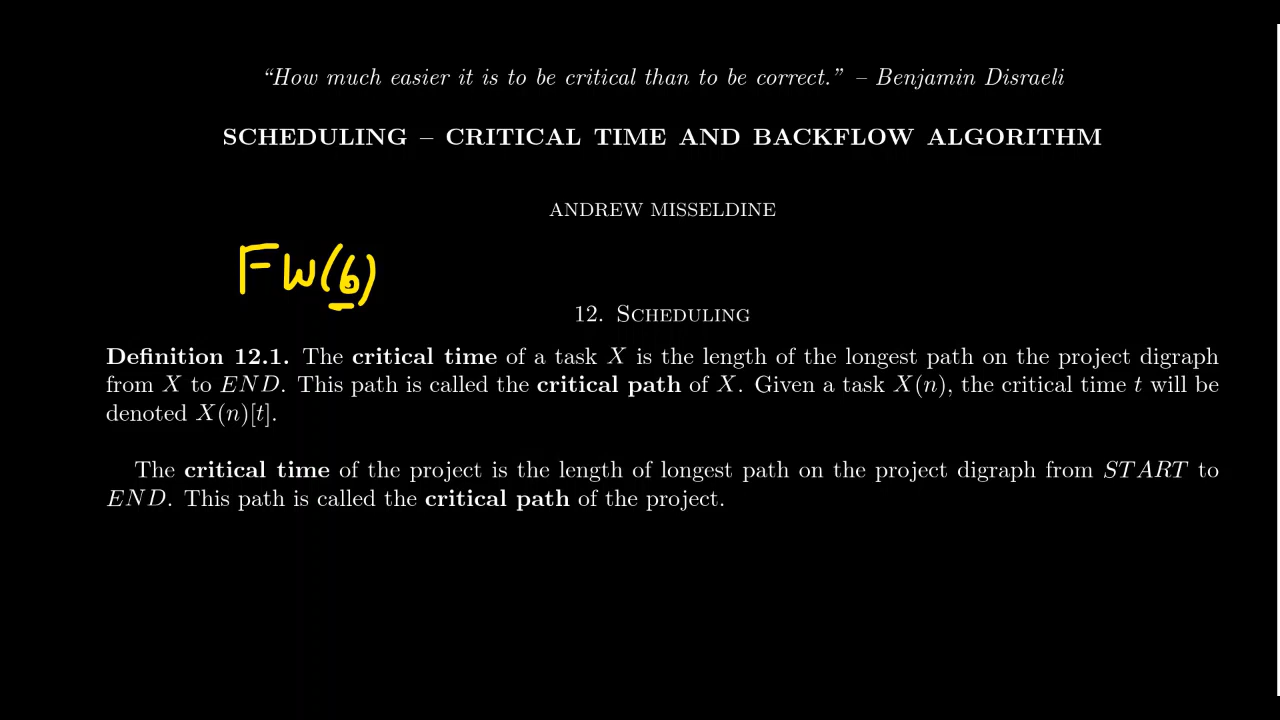 “How much easier it is to be critical than to be correct.” – Benjamin Disraeli
SCHEDULING – CRITICAL TIME AND BACKFLOW ALGORITHM
ANDREW MISSELDINE
FW(6)
12. Scheduling
Definition 12.1. The critical time of a task X is the length of the longest path on the project digraph
from X to END. This path is called the critical path of X. Given a task X(n), the critical time t will be
denoted X(n)[t].
The critical time of the project is the length of longest path on the project digraph from START to
END. This path is called the critical path of the project.